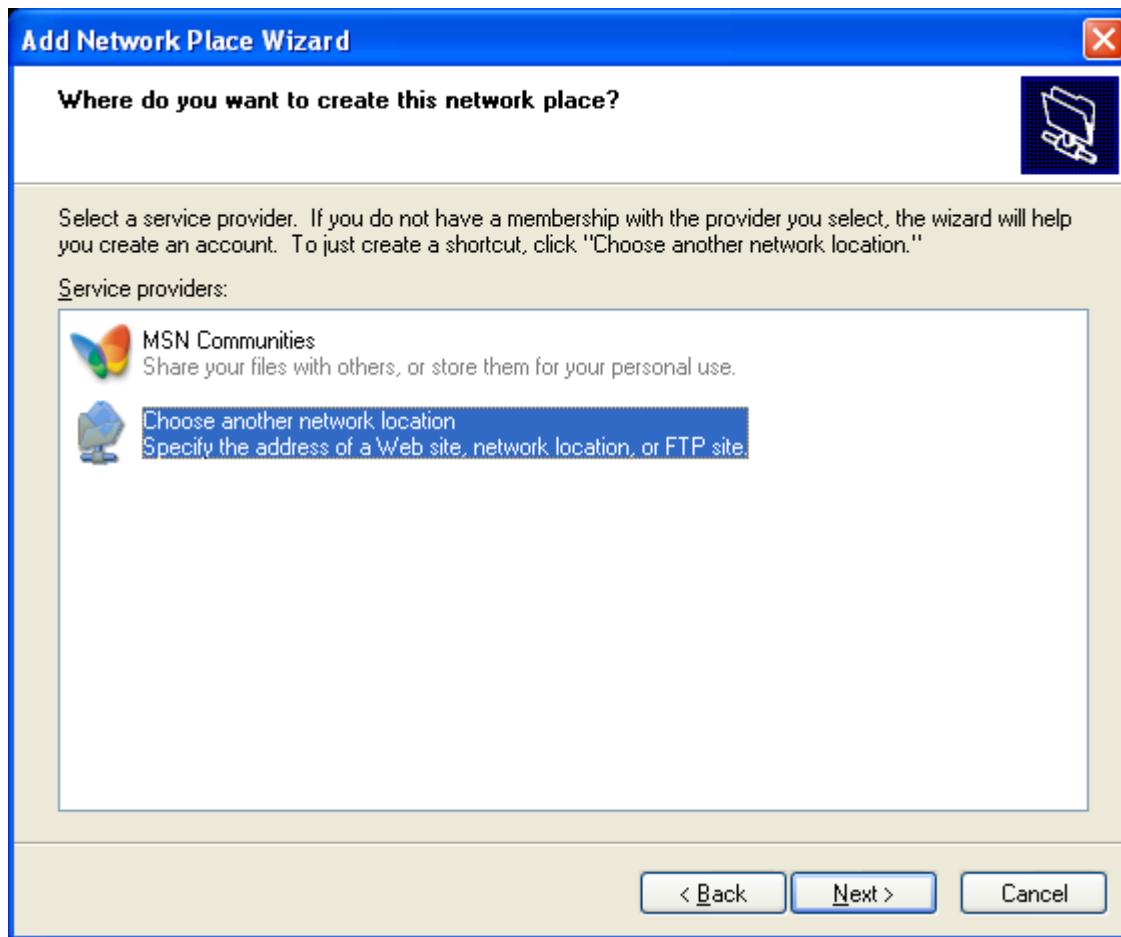 Add Network Place Wizard
Where do you want to create this network place?
Select a service provider.  If you do not have a membership with the provider you select, the wizard will help
you create an account.  To just create a shortcut, click "Choose another network location."
Service providers:
MSN Communities
Share your files with others, or store them for your personal use.
Choose another network location
Specify the address of a Web site, network location, or FTP site.
< Back
Next >
Cancel